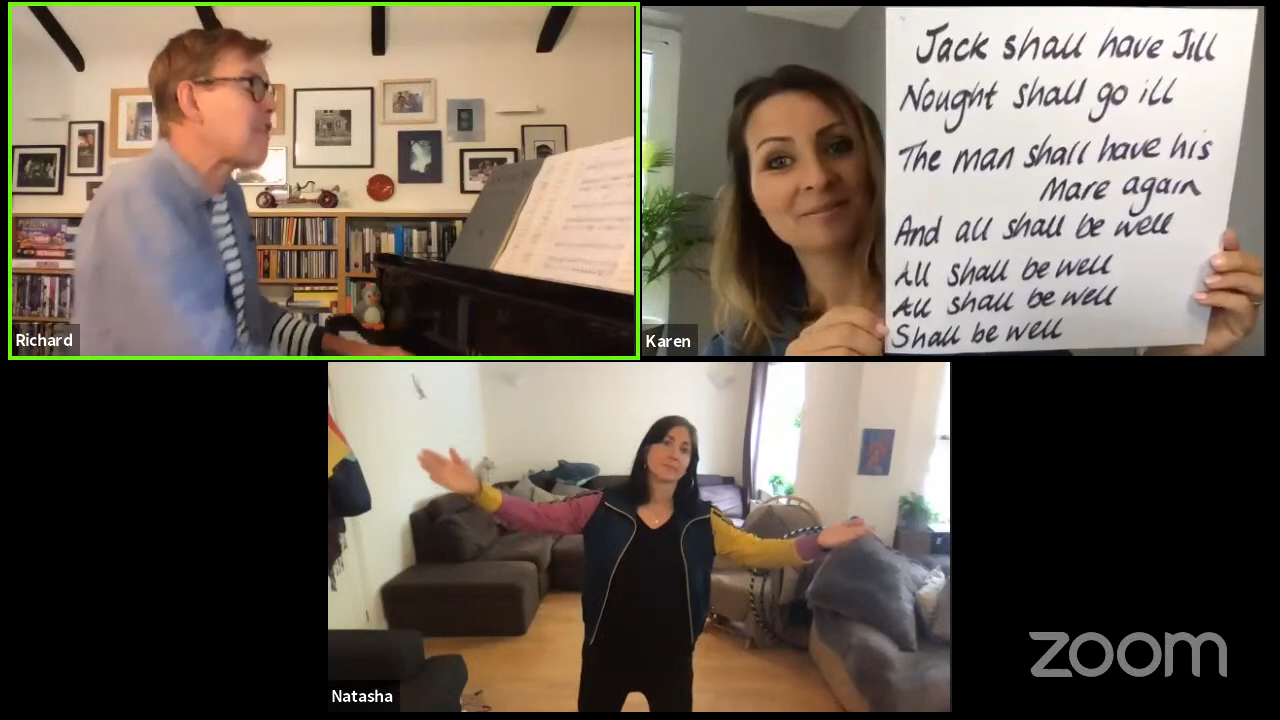 Jack shall have Jill
Nought shall go ill
The man shall have his
Mare again
And all shall be well
All shall be well
All shall be well
Shall be well
Richard
Karen
Natasha
zoom